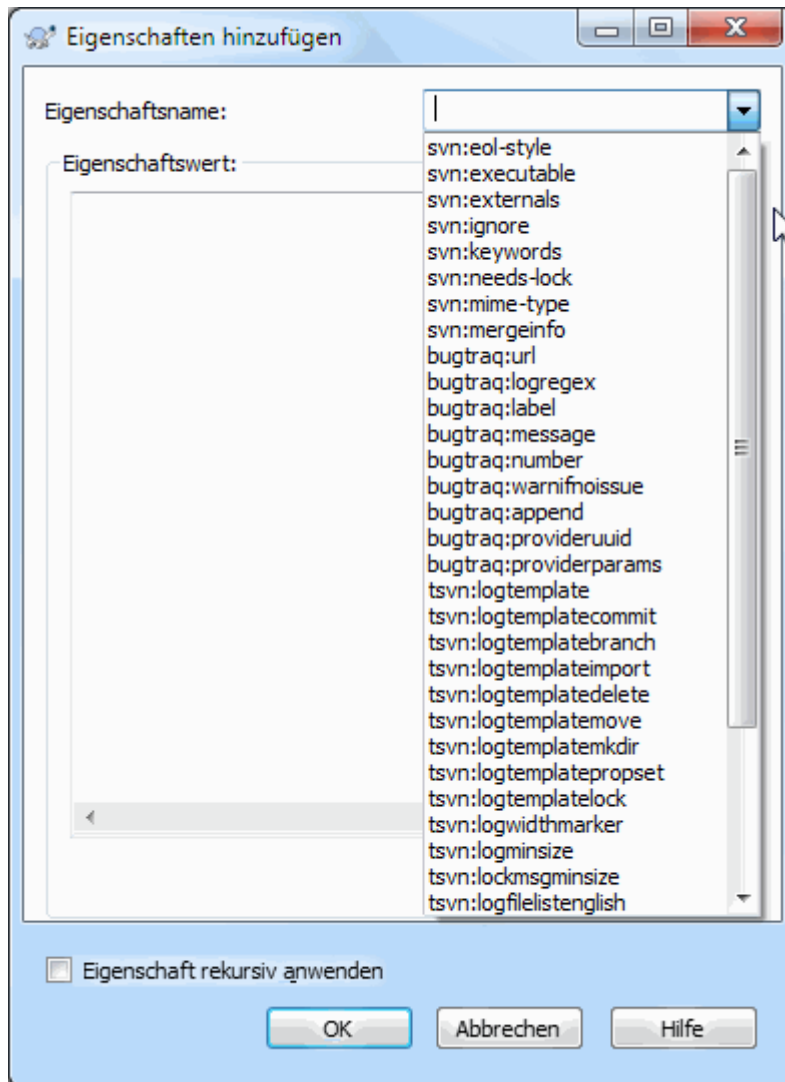 Eigenschaften hinzufügen
Eigenschaftsname:
Eigenschaftswert:
svn:eol-style
svn:executable
svn:externals
svn:ignore
svn:keywords
svn:needs-lock
svn:mime-type
svn:mergeinfo
bugtraq:url
bugtraq:logregex
bugtraq:label
bugtraq:message
bugtraq:number
bugtraq:warnifnoissue
bugtraq:append
bugtraq:provideruuid
bugtraq:providerparams
tsvn:logtemplate
tsvn:logtemplatecommit
tsvn:logtemplatebranch
tsvn:logtemplateimport
tsvn:logtemplatedelete
tsvn:logtemplatemove
tsvn:logtemplatemkdir
tsvn:logtemplatepropset
tsvn:logtemplatelock
tsvn:logwidthmarker
tsvn:logminsize
tsvn:lockmsgminsize
tsvn:logfilelistenglish
Eigenschaft rekursiv anwenden
OK Abbrechen Hilfe